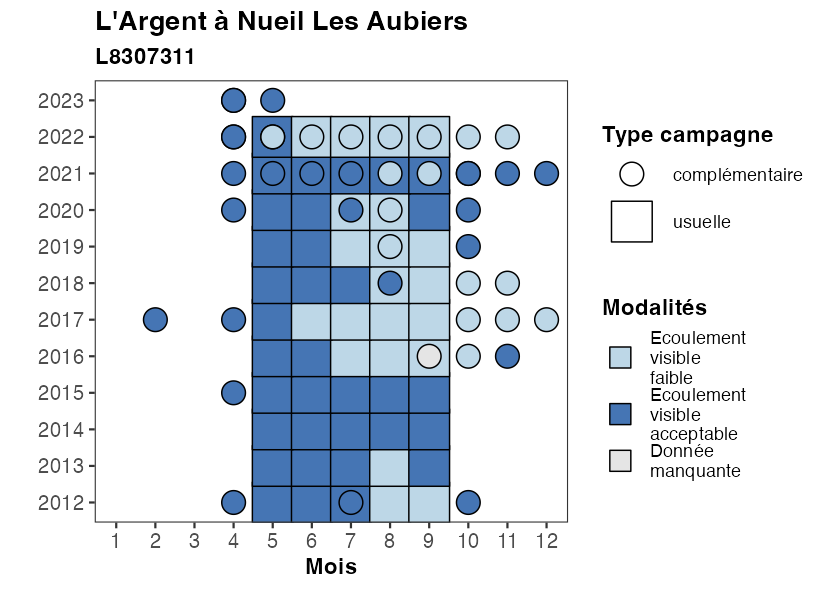 L'Argent à Nueil Les Aubiers
L8307311
2023
2022
2021
2020
2019
2018
2017
2016
2015
2014
2013
2012
1 2 3 4 5 6 7 8 9 10 11 12
Mois
Type campagne
complémentaire
usuelle
Modalités
Ecoulement
visible
faible
Ecoulement
visible
acceptable
Donnée
manquante